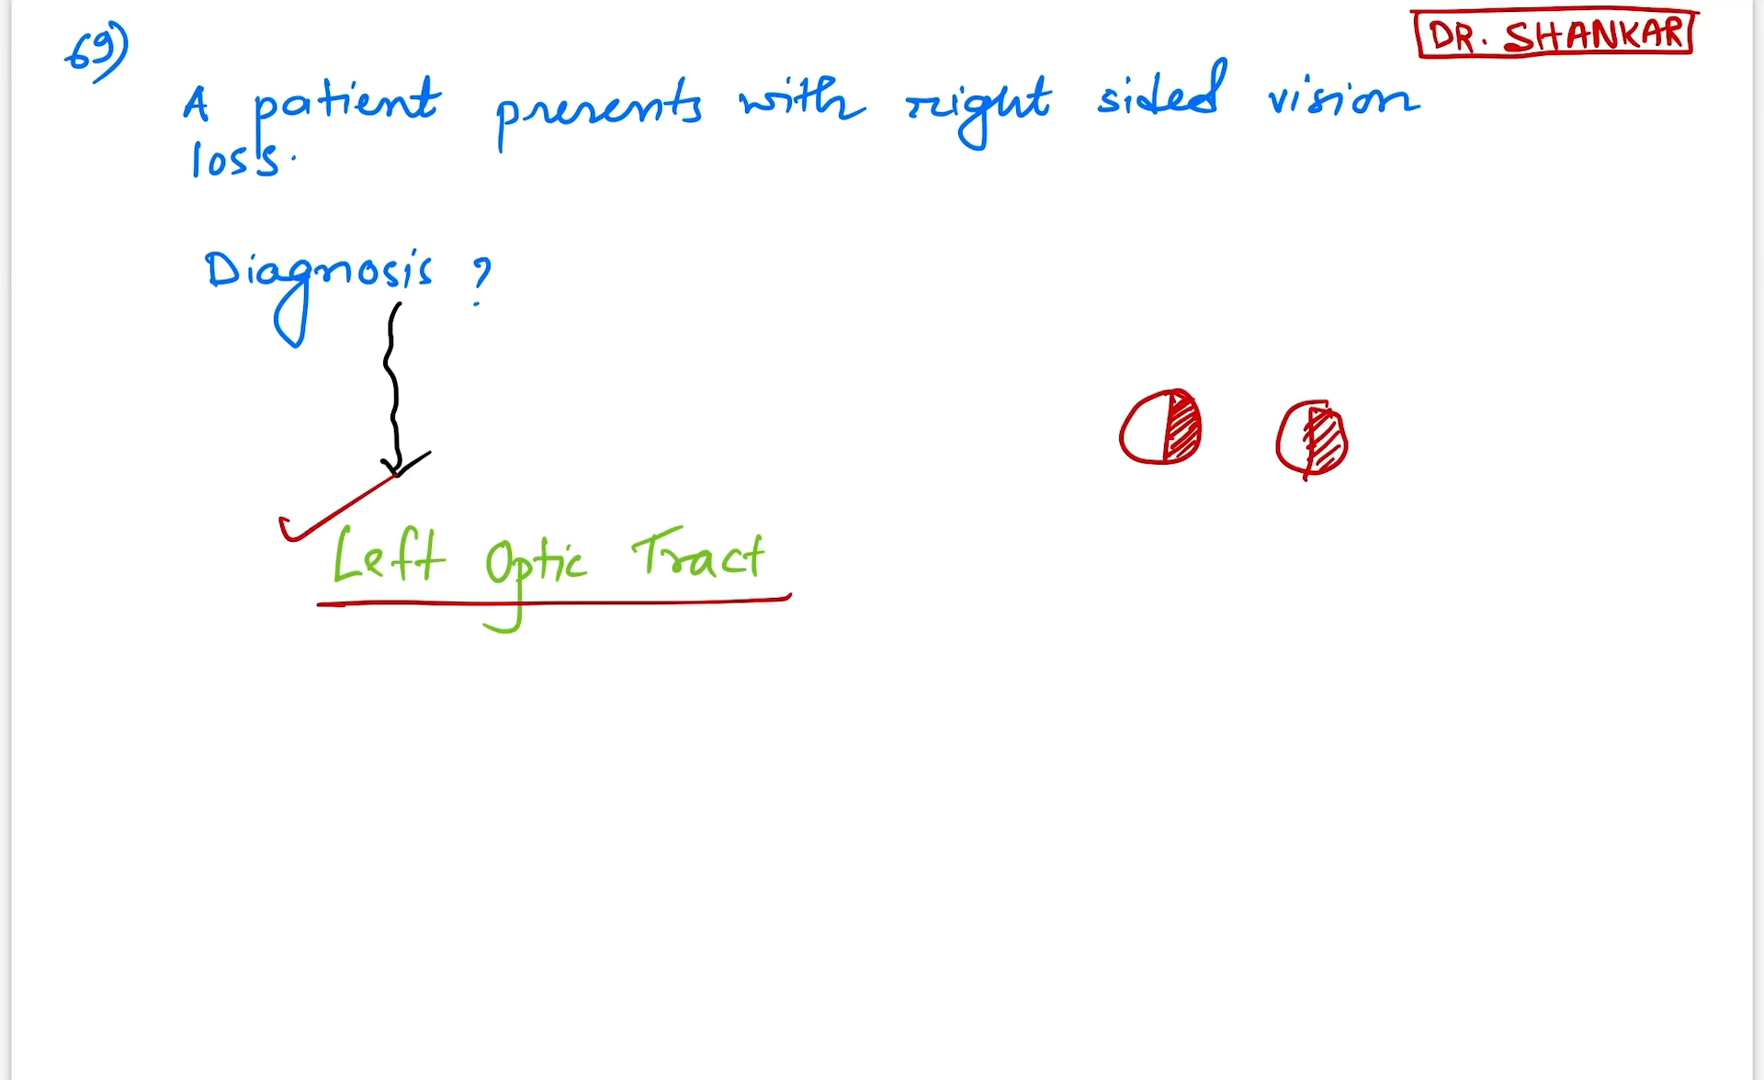 69)
DR. SHANKAR
A patient presents with right sided vision
loss.
Diagnosis ?
Left Optic Tract